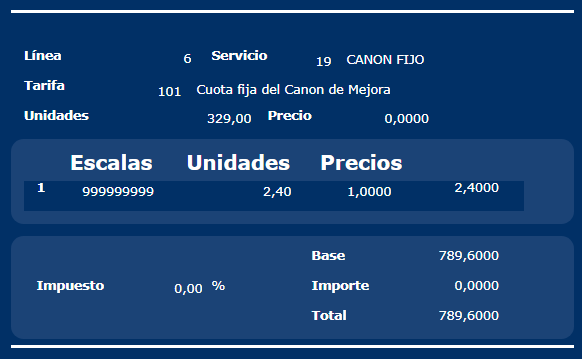 Línea 6 Servicio 19 CANON FIJO
Tarifa 101 Cuota fija del Canon de Mejora
Unidades 329,00 Precio 0,0000
Escalas Unidades Precios
1 999999999 2,40 1,0000 2,4000
Base 789,6000
Impuesto 0,00 % Importe 0,0000
Total 789,6000